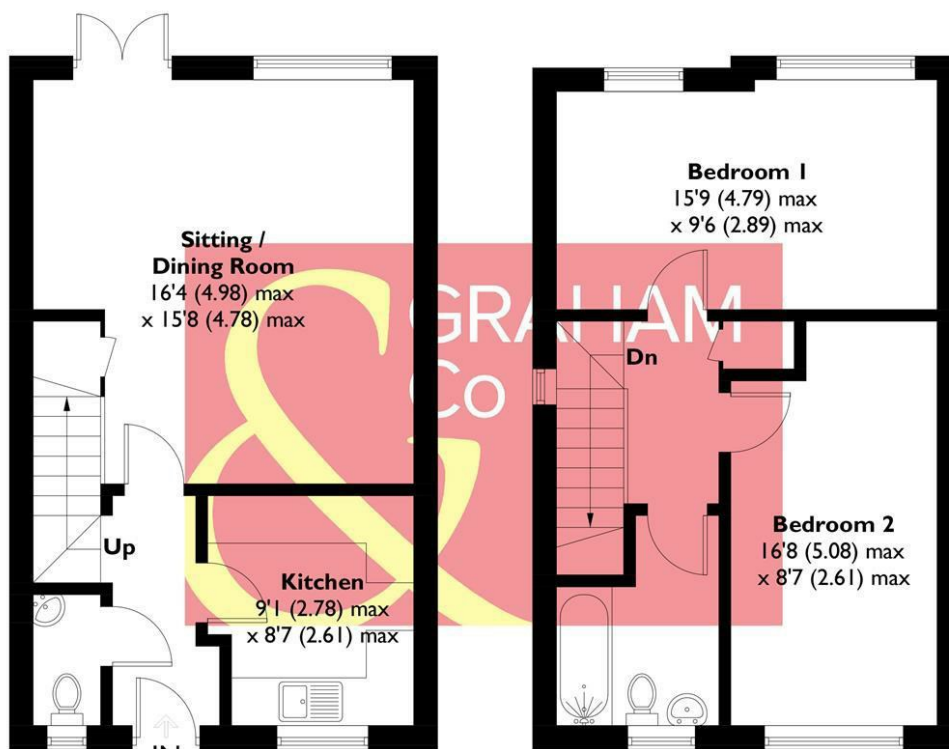 Sitting /
Dining Room
16'4 (4.98) max
x 15'8 (4.78) max
Up
Kitchen
9'1 (2.78) max
x 8'7 (2.61) max
IN
GRAHAM
& Co
Bedroom 1
15'9 (4.79) max
x 9'6 (2.89) max
Dn
Bedroom 2
16'8 (5.08) max
x 8'7 (2.61) max